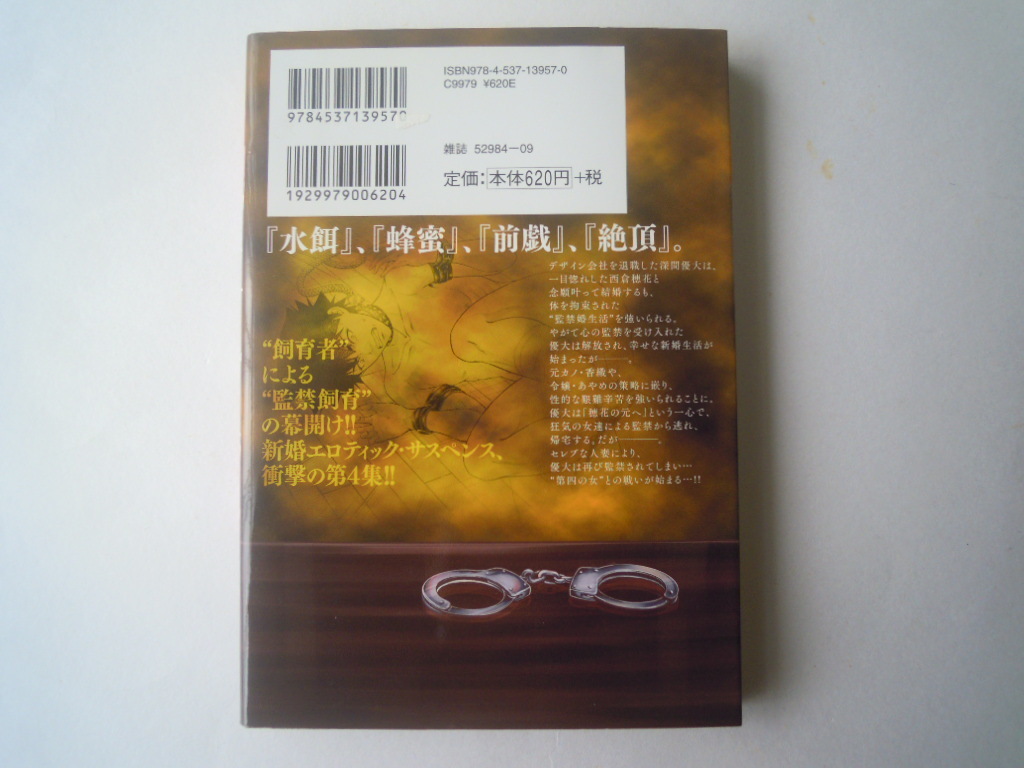 ISBN978-4-537-13957-0
C9979 ¥620E
9784537139570
雑誌 52984-09
定価:本体620円+税
1929979006204
『水餌』、『蜂蜜』、『前戯』、『絶頂』。
デザイン会社を退職した深間優大は、
一目惚れした西倉穂花と
念願叶って結婚するも、
体を拘束された
“監禁婚生活”を強いられる。
やがて心の監禁を受け入れた
優大は解放され、幸せな新婚生活が
始まったが―――。
元カノ・香織や、
令嬢・あやめの策略に嵌り、
性的な艱難辛苦を強いられることに。
優大は「穂花の元へ」という一心で、
狂気の女達による監禁から逃れ、
帰宅する。だが―――。
セレブな人妻により、
優大は再び監禁されてしまい…
“第四の女”との戦いが始まる…!!
“飼育者”
による
“監禁飼育”
の幕開け!!
新婚エロティック・サスペンス、
衝撃の第4集!!